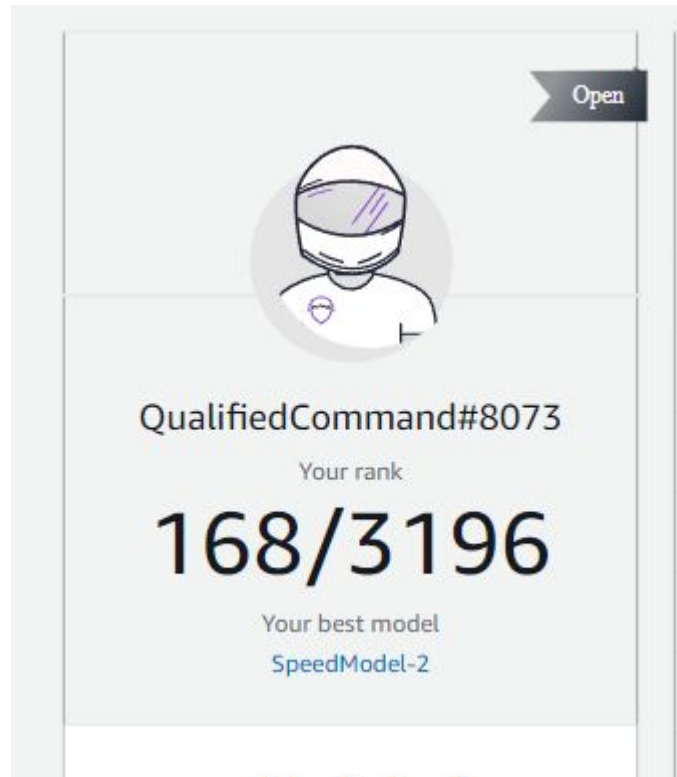 Open
QualifiedCommand#8073
Your rank
168/3196
Your best model
SpeedModel-2